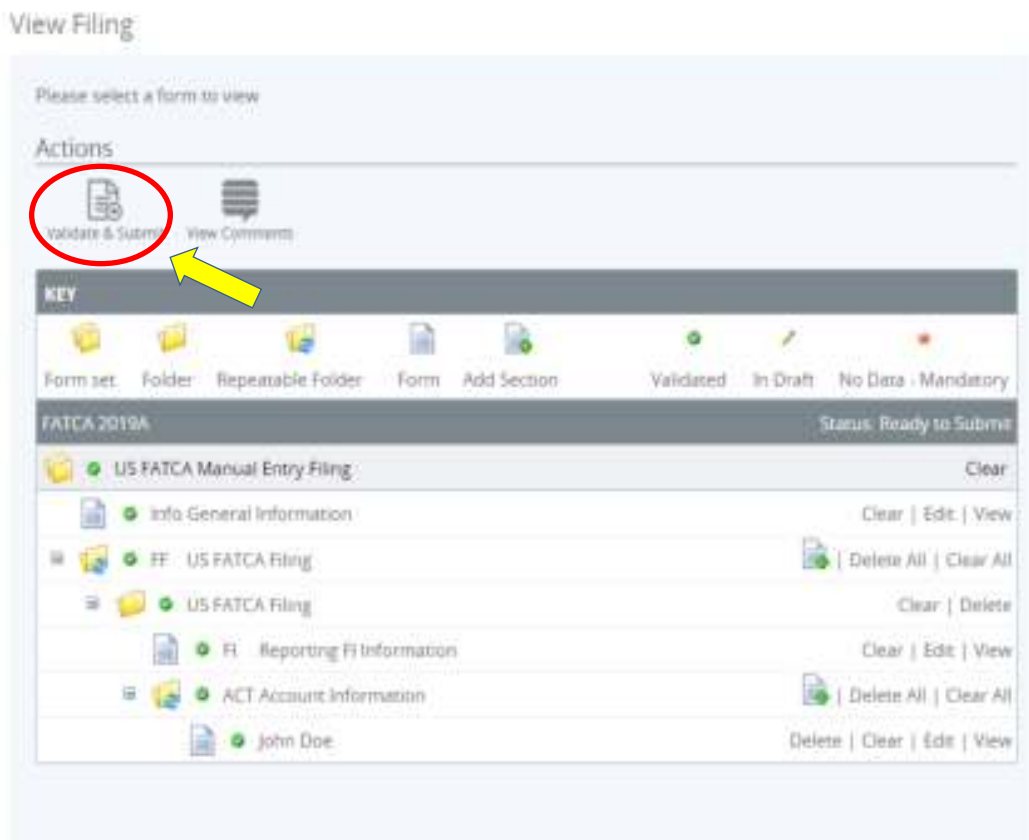 View Filing
Please select a form to view
Actions
Validate & Submit View Comments
KEY
Form set Folder Repeatable Folder Form Add Section Validated In Draft No Data - Mandatory
FATCA 2019A Status: Ready to Submit
US FATCA Manual Entry Filing Clear
Info General Information Clear | Edit | View
FF US FATCA Filing | Delete All | Clear All
US FATCA Filing Clear | Delete
FI Reporting FI Information Clear | Edit | View
ACT Account Information | Delete All | Clear All
John Doe Delete | Clear | Edit | View